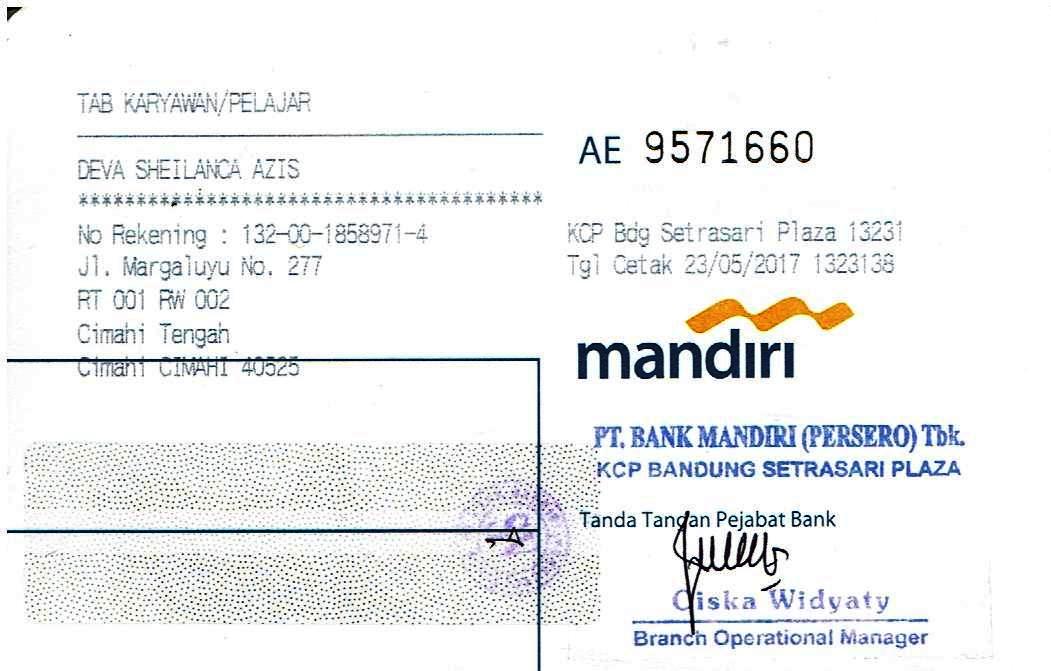 TAB KARYAWAN/PELAJAR
DEVA SHEILANCA AZIS
****************************************
No Rekening : 132-00-1858971-4
Jl. Margaluyu No. 277
RT 001 RW 002
Cimahi Tengah
Cimahi CIMAHI 40525
AE 9571660
KCP Bdg Setrasari Plaza 13231
Tgl Cetak 23/05/2017 1323138
mandırı
PT. BANK MANDIRI (PERSERO) Tbk.
KCP BANDUNG SETRASARI PLAZA
Tanda Tangan Pejabat Bank
Ciska Widyaty
Branch Operational Manager